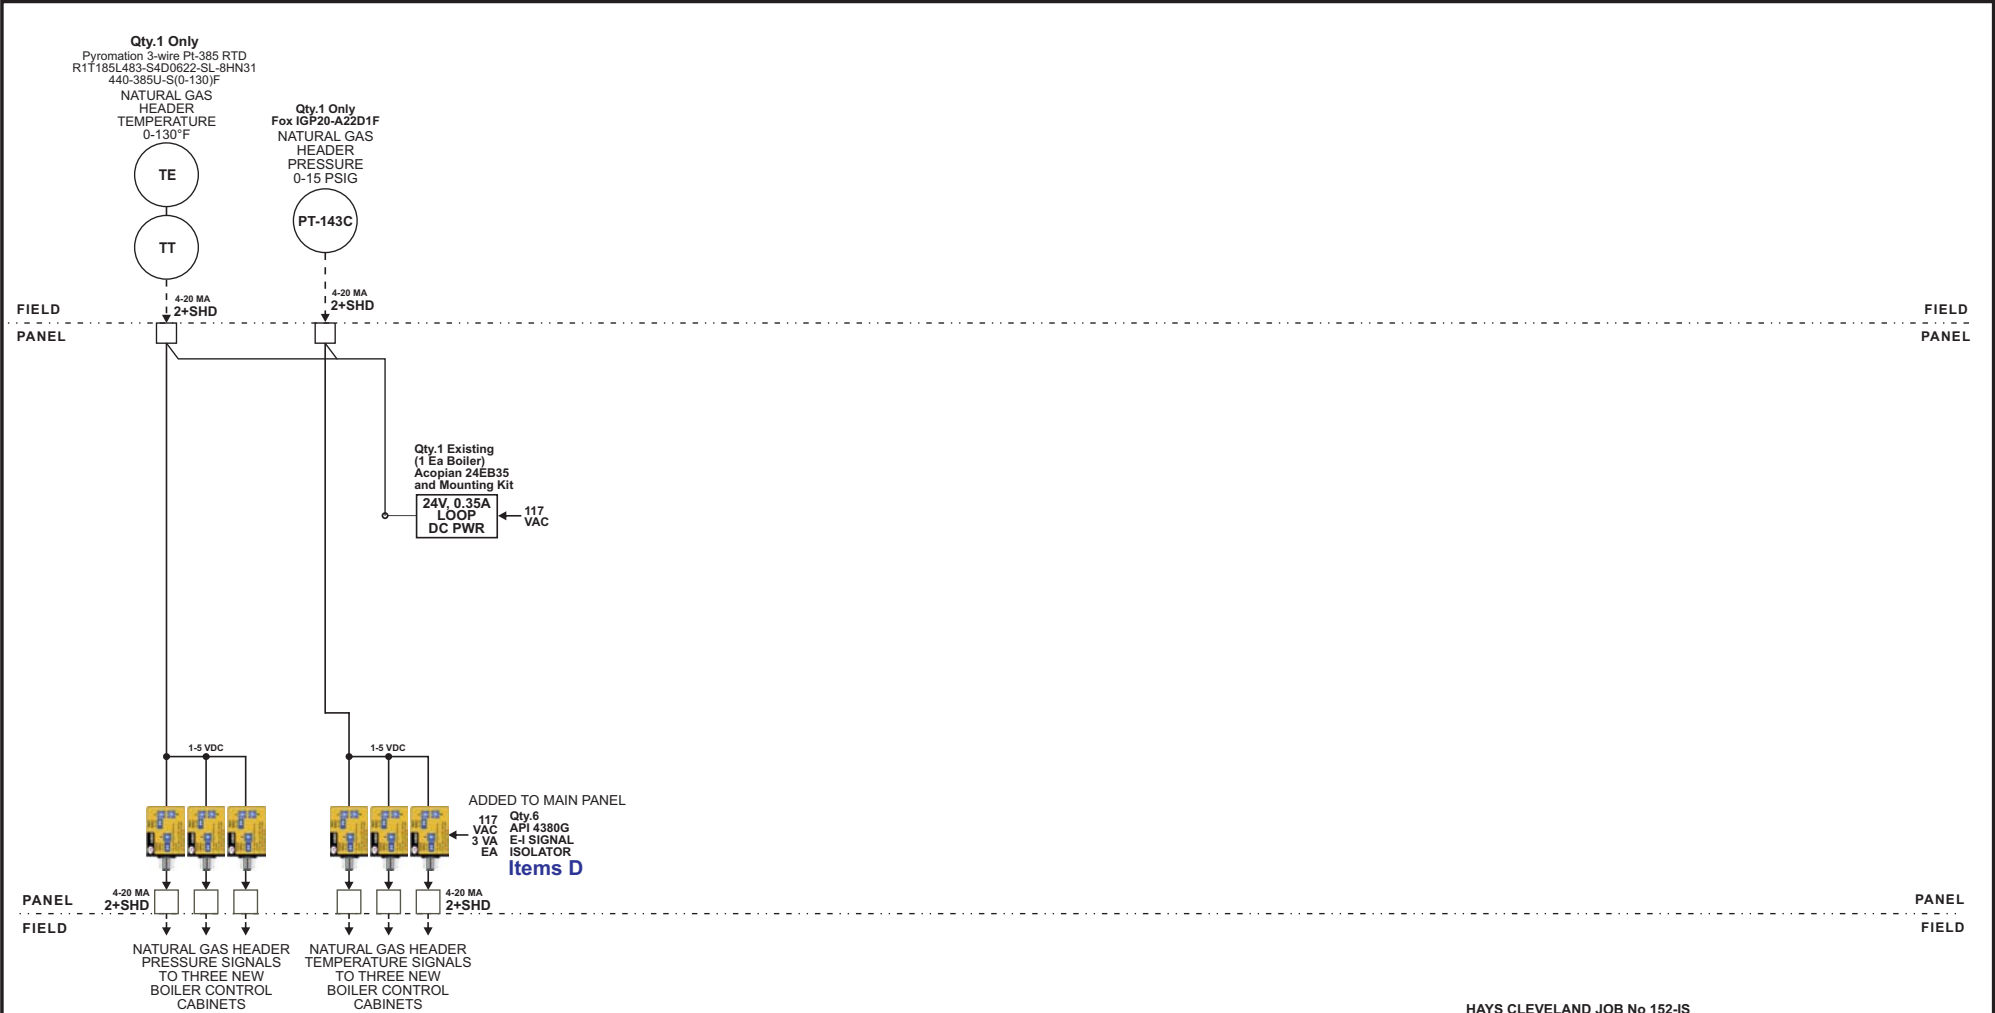 Qty.1 Only
Pyromation 3-wire Pt-385 RTD
R1T185L483-S4D0622-SL-8HN31
440-385U-S(0-130)F
NATURAL GAS
HEADER
TEMPERATURE
0-130°F
TE
TT
Qty.1 Only
Fox IGP20-A22D1F
NATURAL GAS
HEADER
PRESSURE
0-15 PSIG
PT-143C
4-20 MA
2+SHD
4-20 MA
2+SHD
FIELD
FIELD
PANEL
PANEL
Qty.1 Existing
(1 Ea Boiler)
Acopian 24EB35
and Mounting Kit
24V, 0.35A
LOOP
DC PWR
117
VAC
1-5 VDC
1-5 VDC
ADDED TO MAIN PANEL
117
VAC
3 VA
EA
Qty.6
API 4380G
E-I SIGNAL
ISOLATOR
Items D
4-20 MA
2+SHD
4-20 MA
2+SHD
PANEL
PANEL
FIELD
FIELD
NATURAL GAS HEADER
PRESSURE SIGNALS
TO THREE NEW
BOILER CONTROL
CABINETS
NATURAL GAS HEADER
TEMPERATURE SIGNALS
TO THREE NEW
BOILER CONTROL
CABINETS
HAYS CLEVELAND JOB No 152-IS